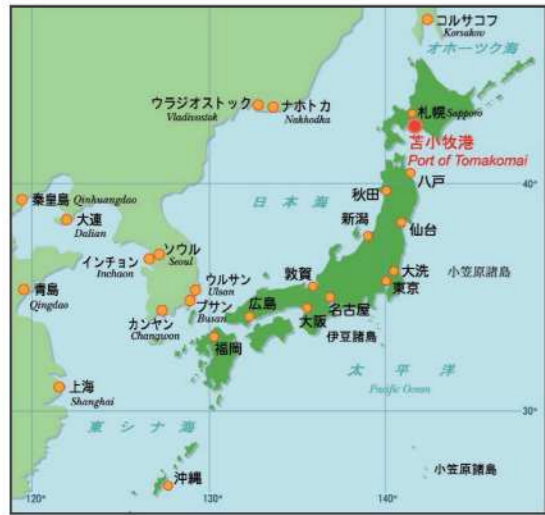 コルサコフ
Korsakov
オホーツク海
ウラジオストック
Vladivostok
ナホトカ
Nakhodka
札幌 Sapporo
苫小牧港
Port of Tomakomai
八戸
40°
秋田
日本海
秦皇島 Qinhuangdao
大連
Dalian
新潟
仙台
ソウル
Seoul
インチョン
Incheon
大洗
小笠原諸島
東京
青島
Qingdao
ウルサン
Ulsan
敦賀
プサン
Busan
広島
名古屋
カンヤン
Changwon
大阪
伊豆諸島
福岡
太平洋
Pacific Ocean
上海
Shanghai
30°
東シナ海
小笠原諸島
沖縄
120°
130°
140°